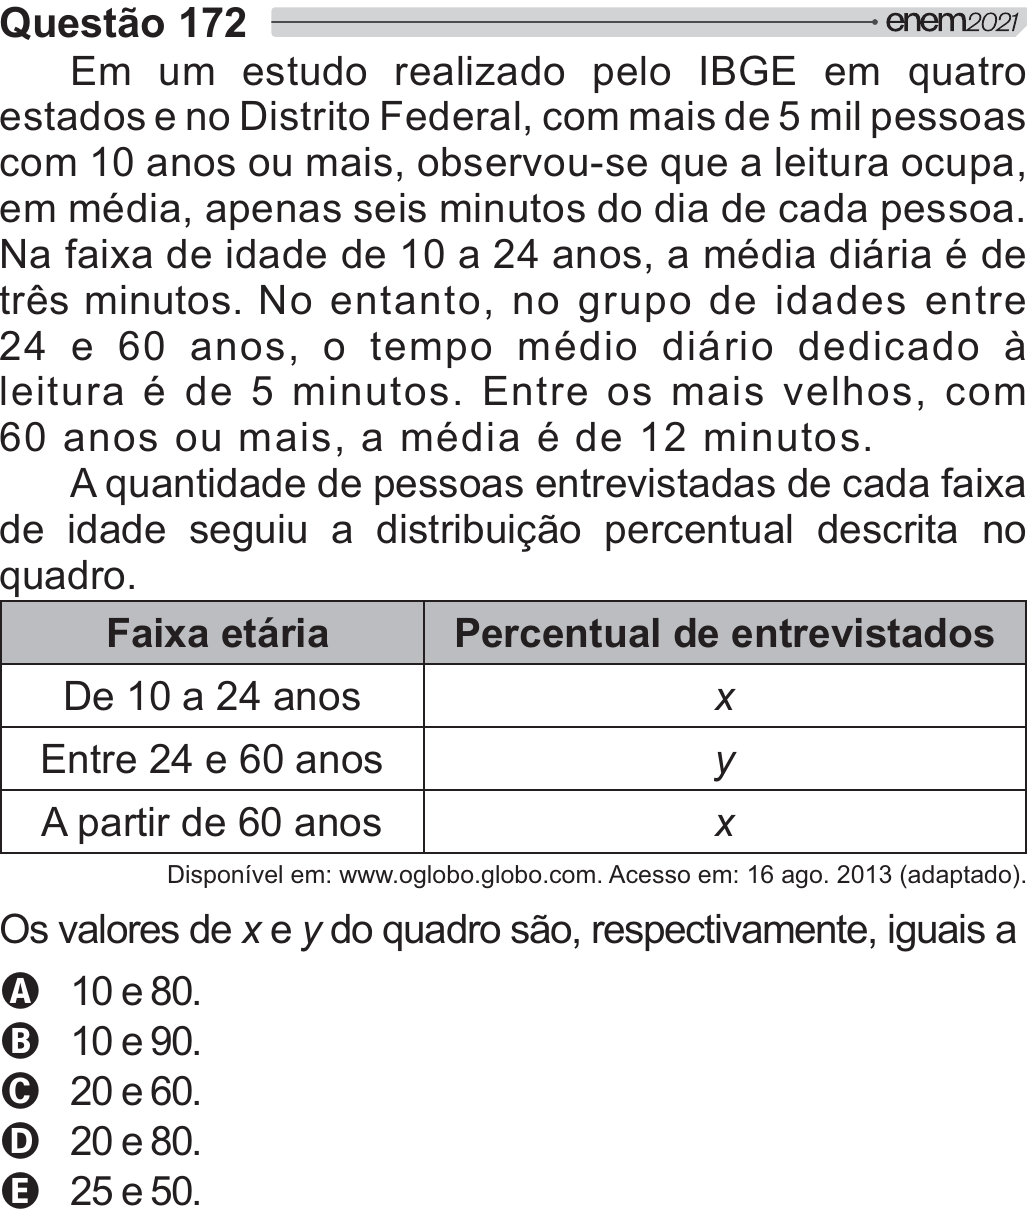 Questão 172 enem2021
Em um estudo realizado pelo IBGE em quatro
estados e no Distrito Federal, com mais de 5 mil pessoas
com 10 anos ou mais, observou-se que a leitura ocupa,
em média, apenas seis minutos do dia de cada pessoa.
Na faixa de idade de 10 a 24 anos, a média diária é de
três minutos. No entanto, no grupo de idades entre
24 e 60 anos, o tempo médio diário dedicado à
leitura é de 5 minutos. Entre os mais velhos, com
60 anos ou mais, a média é de 12 minutos.
A quantidade de pessoas entrevistadas de cada faixa
de idade seguiu a distribuição percentual descrita no
quadro.
Faixa etária Percentual de entrevistados
De 10 a 24 anos x
Entre 24 e 60 anos y
A partir de 60 anos x
Disponível em: www.oglobo.globo.com. Acesso em: 16 ago. 2013 (adaptado).
Os valores de x e y do quadro são, respectivamente, iguais a
A 10 e 80.
B 10 e 90.
C 20 e 60.
D 20 e 80.
E 25 e 50.